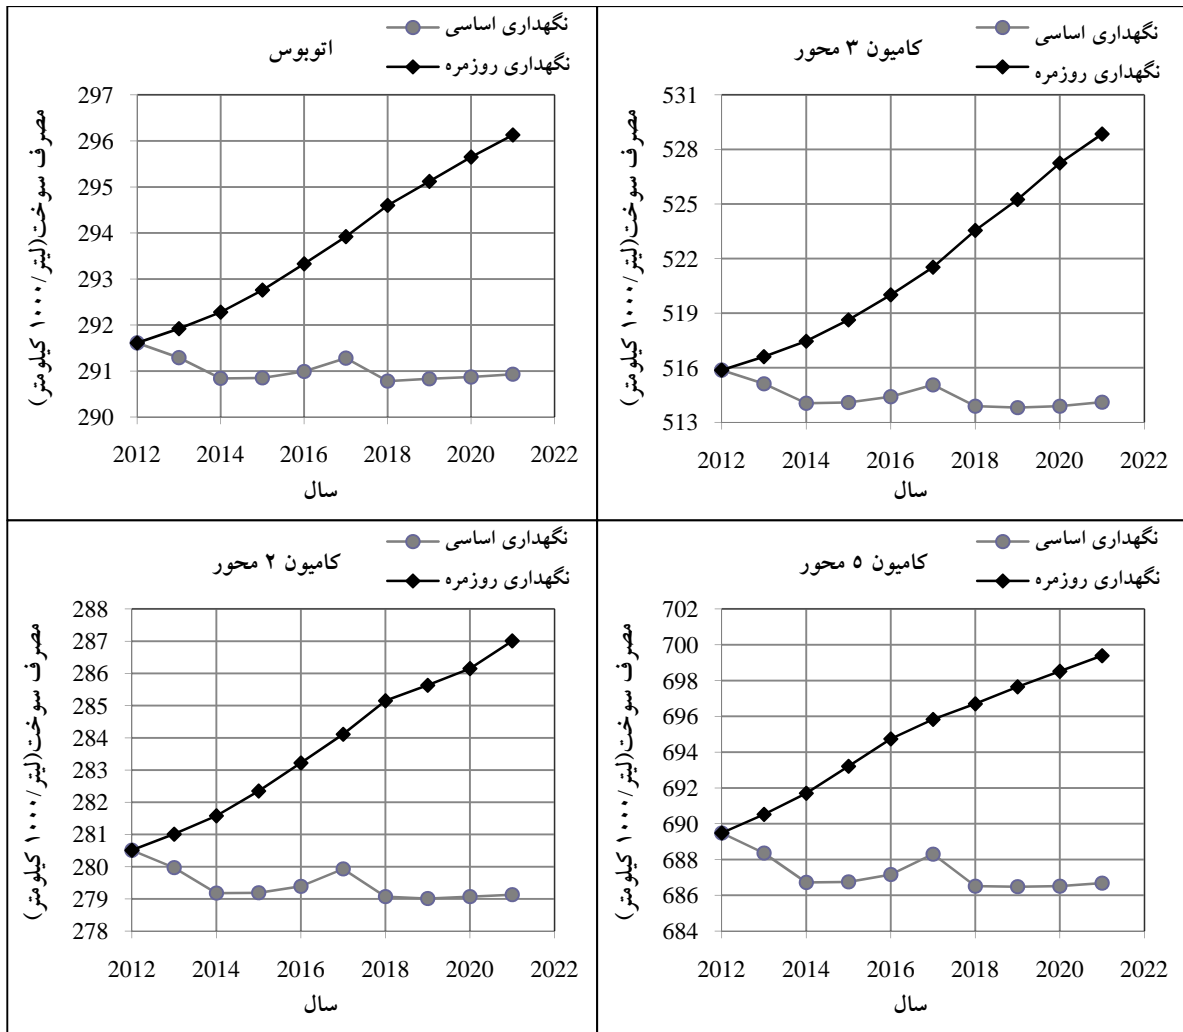 اتوبوس
نگهداری اساسی
نگهداری روزمره
مصرف سوخت(لیتر/۱۰۰۰ کیلومتر)
297
296
295
294
293
292
291
290
2012 2014 2016 2018 2020 2022
سال
کامیون ۳ محور
نگهداری اساسی
نگهداری روزمره
مصرف سوخت(لیتر/۱۰۰۰ کیلومتر)
531
528
525
522
519
516
513
2012 2014 2016 2018 2020 2022
سال
کامیون ۲ محور
نگهداری اساسی
نگهداری روزمره
مصرف سوخت(لیتر/۱۰۰۰ کیلومتر)
288
287
286
285
284
283
282
281
280
279
278
2012 2014 2016 2018 2020 2022
سال
کامیون ۵ محور
نگهداری اساسی
نگهداری روزمره
مصرف سوخت(لیتر/۱۰۰۰ کیلومتر)
702
700
698
696
694
692
690
688
686
684
2012 2014 2016 2018 2020 2022
سال